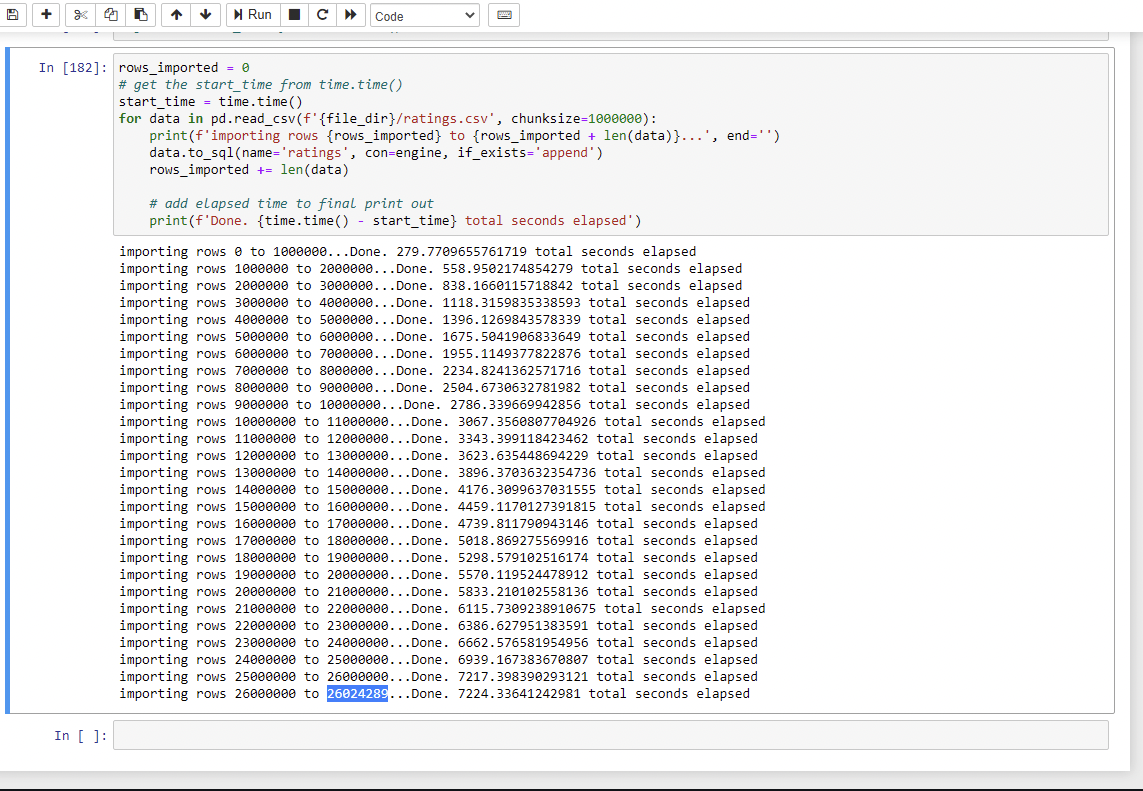 Run Code
In [182]: rows_imported = 0
# get the start_time from time.time()
start_time = time.time()
for data in pd.read_csv(f'{file_dir}/ratings.csv', chunksize=1000000):
    print(f'importing rows {rows_imported} to {rows_imported + len(data)}...', end='')
    data.to_sql(name='ratings', con=engine, if_exists='append')
    rows_imported += len(data)
    # add elapsed time to final print out
    print(f'Done. {time.time() - start_time} total seconds elapsed')
importing rows 0 to 1000000...Done. 279.7709655761719 total seconds elapsed
importing rows 1000000 to 2000000...Done. 558.9502174854279 total seconds elapsed
importing rows 2000000 to 3000000...Done. 838.1660115718842 total seconds elapsed
importing rows 3000000 to 4000000...Done. 1118.3159835338593 total seconds elapsed
importing rows 4000000 to 5000000...Done. 1396.1269843578339 total seconds elapsed
importing rows 5000000 to 6000000...Done. 1675.5041906833649 total seconds elapsed
importing rows 6000000 to 7000000...Done. 1955.1149377822876 total seconds elapsed
importing rows 7000000 to 8000000...Done. 2234.8241362571716 total seconds elapsed
importing rows 8000000 to 9000000...Done. 2504.6730632781982 total seconds elapsed
importing rows 9000000 to 10000000...Done. 2786.339669942856 total seconds elapsed
importing rows 10000000 to 11000000...Done. 3067.3560807704926 total seconds elapsed
importing rows 11000000 to 12000000...Done. 3343.399118423462 total seconds elapsed
importing rows 12000000 to 13000000...Done. 3623.635448694229 total seconds elapsed
importing rows 13000000 to 14000000...Done. 3896.3703632354736 total seconds elapsed
importing rows 14000000 to 15000000...Done. 4176.3099637031555 total seconds elapsed
importing rows 15000000 to 16000000...Done. 4459.1170127391815 total seconds elapsed
importing rows 16000000 to 17000000...Done. 4739.811790943146 total seconds elapsed
importing rows 17000000 to 18000000...Done. 5018.869275569916 total seconds elapsed
importing rows 18000000 to 19000000...Done. 5298.579102516174 total seconds elapsed
importing rows 19000000 to 20000000...Done. 5570.119524478912 total seconds elapsed
importing rows 20000000 to 21000000...Done. 5833.210102558136 total seconds elapsed
importing rows 21000000 to 22000000...Done. 6115.7309238910675 total seconds elapsed
importing rows 22000000 to 23000000...Done. 6386.627951383591 total seconds elapsed
importing rows 23000000 to 24000000...Done. 6662.576581954956 total seconds elapsed
importing rows 24000000 to 25000000...Done. 6939.167383670807 total seconds elapsed
importing rows 25000000 to 26000000...Done. 7217.398390293121 total seconds elapsed
importing rows 26000000 to 26024289...Done. 7224.33641242981 total seconds elapsed
In [ ]: